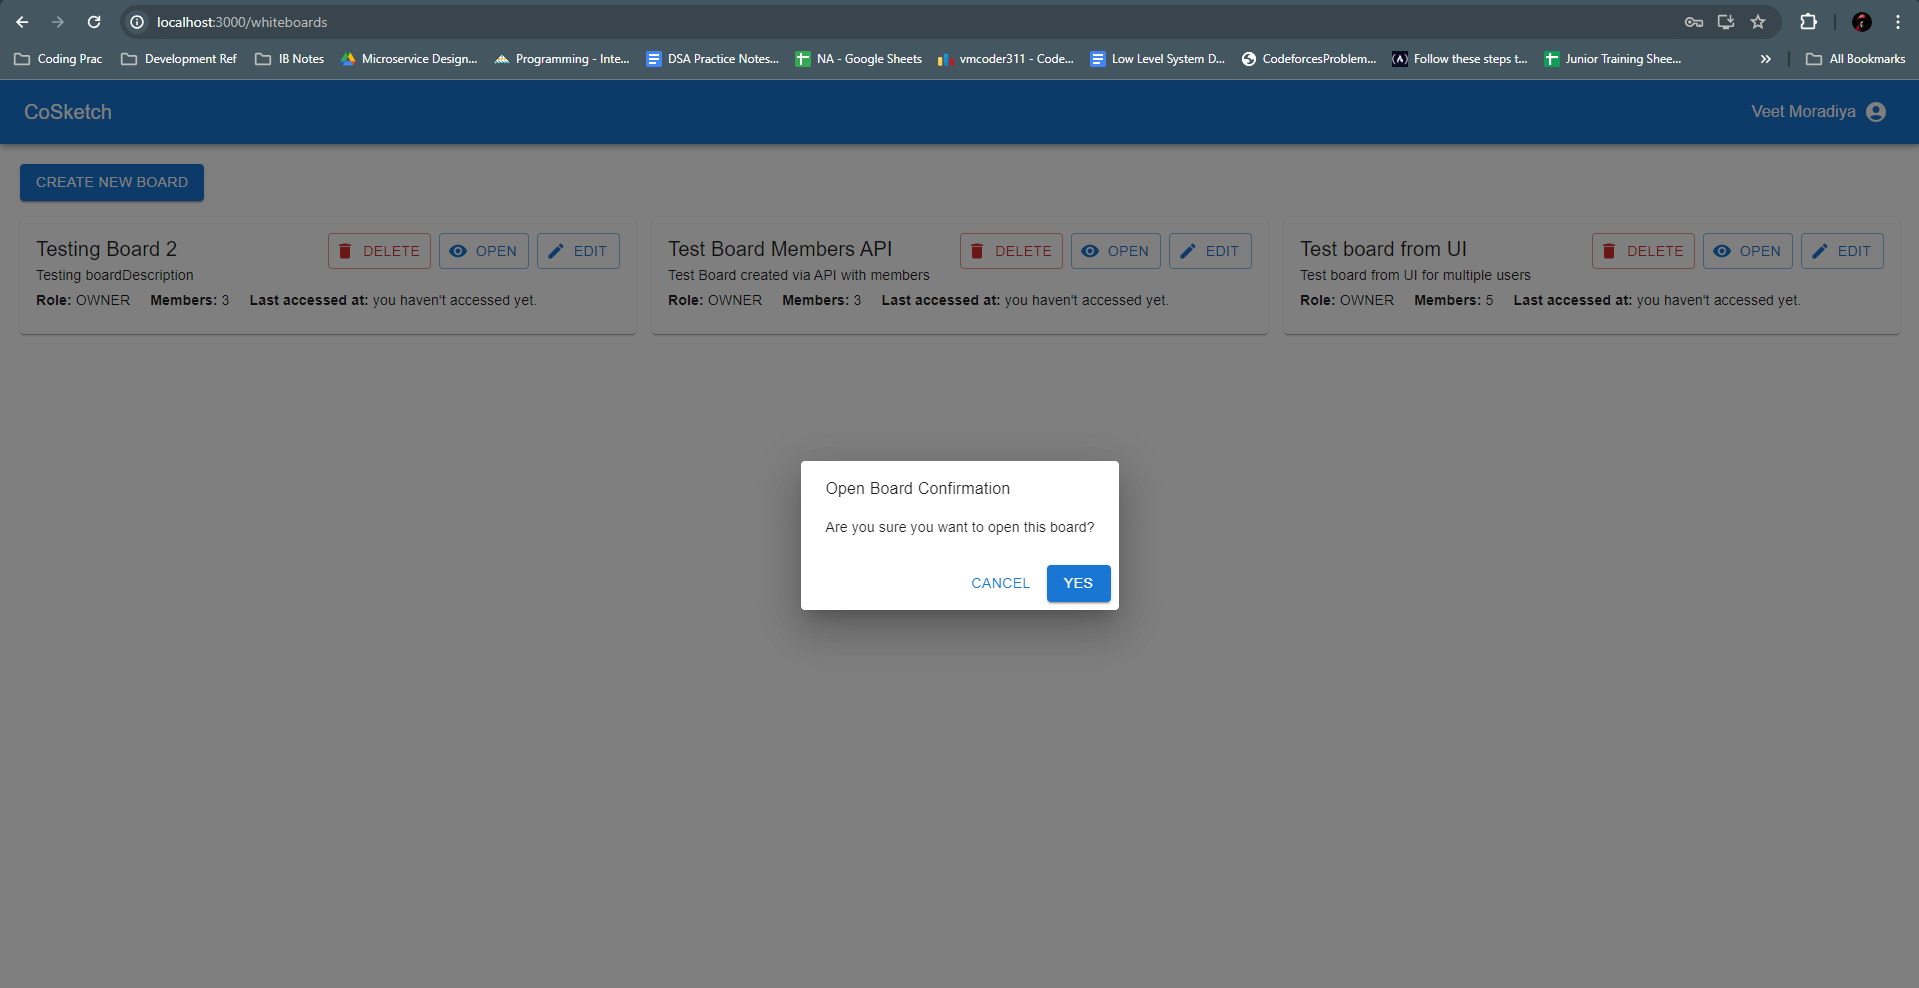 localhost:3000/whiteboards
Coding Prac Development Ref IB Notes Microservice Design... Programming - Inte... DSA Practice Notes... NA - Google Sheets vmcoder311 - Code... Low Level System D... CodeforcesProblem... Follow these steps t... Junior Training Shee... » All Bookmarks
CoSketch Veet Moradiya
CREATE NEW BOARD
Testing Board 2 DELETE OPEN EDIT
Testing boardDescription
Role: OWNER Members: 3 Last accessed at: you haven't accessed yet.
Test Board Members API DELETE OPEN EDIT
Test Board created via API with members
Role: OWNER Members: 3 Last accessed at: you haven't accessed yet.
Test board from UI DELETE OPEN EDIT
Test board from UI for multiple users
Role: OWNER Members: 5 Last accessed at: you haven't accessed yet.
Open Board Confirmation
Are you sure you want to open this board?
CANCEL YES